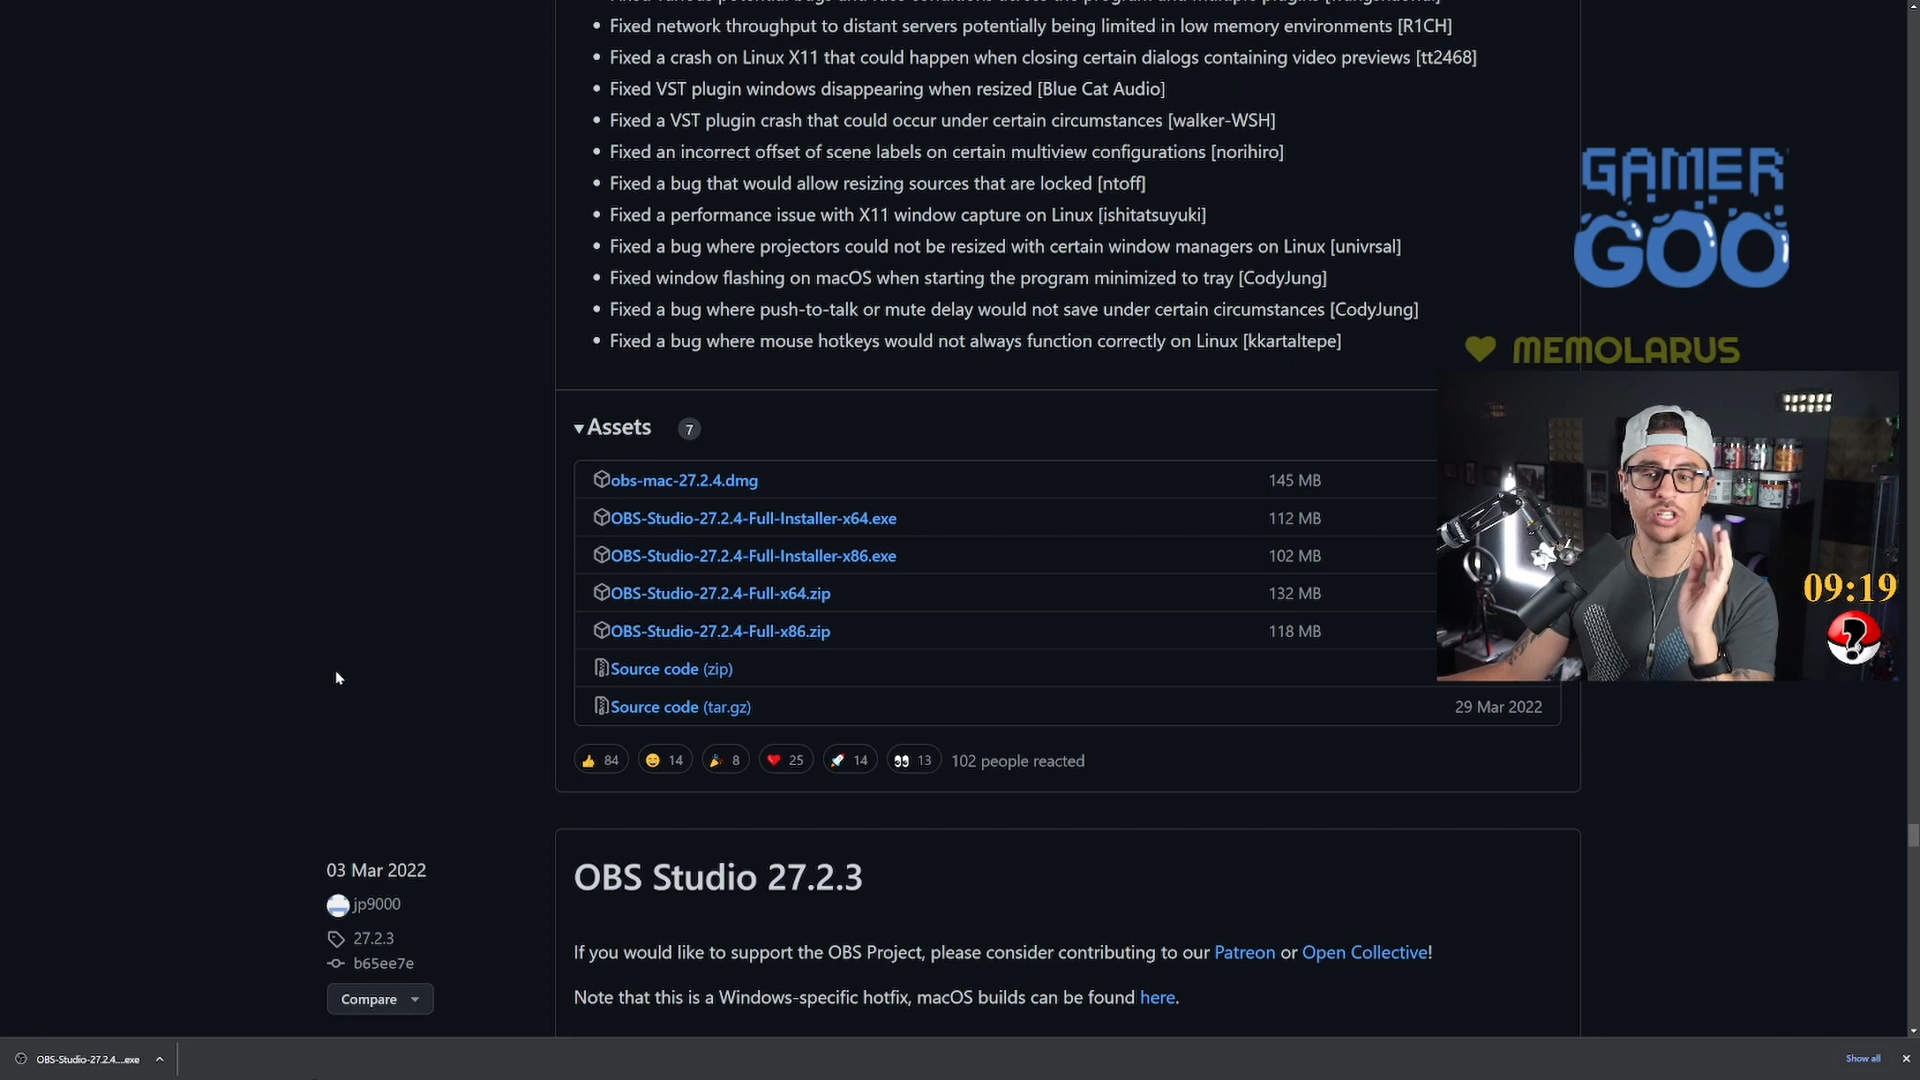 • Fixed network throughput to distant servers potentially being limited in low memory environments [R1CH]
• Fixed a crash on Linux X11 that could happen when closing certain dialogs containing video previews [tt2468]
• Fixed VST plugin windows disappearing when resized [Blue Cat Audio]
• Fixed a VST plugin crash that could occur under certain circumstances [walker-WSH]
• Fixed an incorrect offset of scene labels on certain multiview configurations [norihiro]
• Fixed a bug that would allow resizing sources that are locked [ntoff]
• Fixed a performance issue with X11 window capture on Linux [ishitatsuyuki]
• Fixed a bug where projectors could not be resized with certain window managers on Linux [univrsal]
• Fixed window flashing on macOS when starting the program minimized to tray [CodyJung]
• Fixed a bug where push-to-talk or mute delay would not save under certain circumstances [CodyJung]
• Fixed a bug where mouse hotkeys would not always function correctly on Linux [kkartaltepe]
GAMER
GOO
MEMOLARUS
Assets 7
obs-mac-27.2.4.dmg 145 MB
OBS-Studio-27.2.4-Full-Installer-x64.exe 112 MB
OBS-Studio-27.2.4-Full-Installer-x86.exe 102 MB
OBS-Studio-27.2.4-Full-x64.zip 132 MB
OBS-Studio-27.2.4-Full-x86.zip 118 MB
Source code (zip)
Source code (tar.gz) 29 Mar 2022
09:19
?
84 14 8 25 14 13 102 people reacted
03 Mar 2022
jp9000
27.2.3
b65ee7e
Compare
OBS Studio 27.2.3
If you would like to support the OBS Project, please consider contributing to our Patreon or Open Collective!
Note that this is a Windows-specific hotfix, macOS builds can be found here.
OBS-Studio-27.2.4....exe
Show all